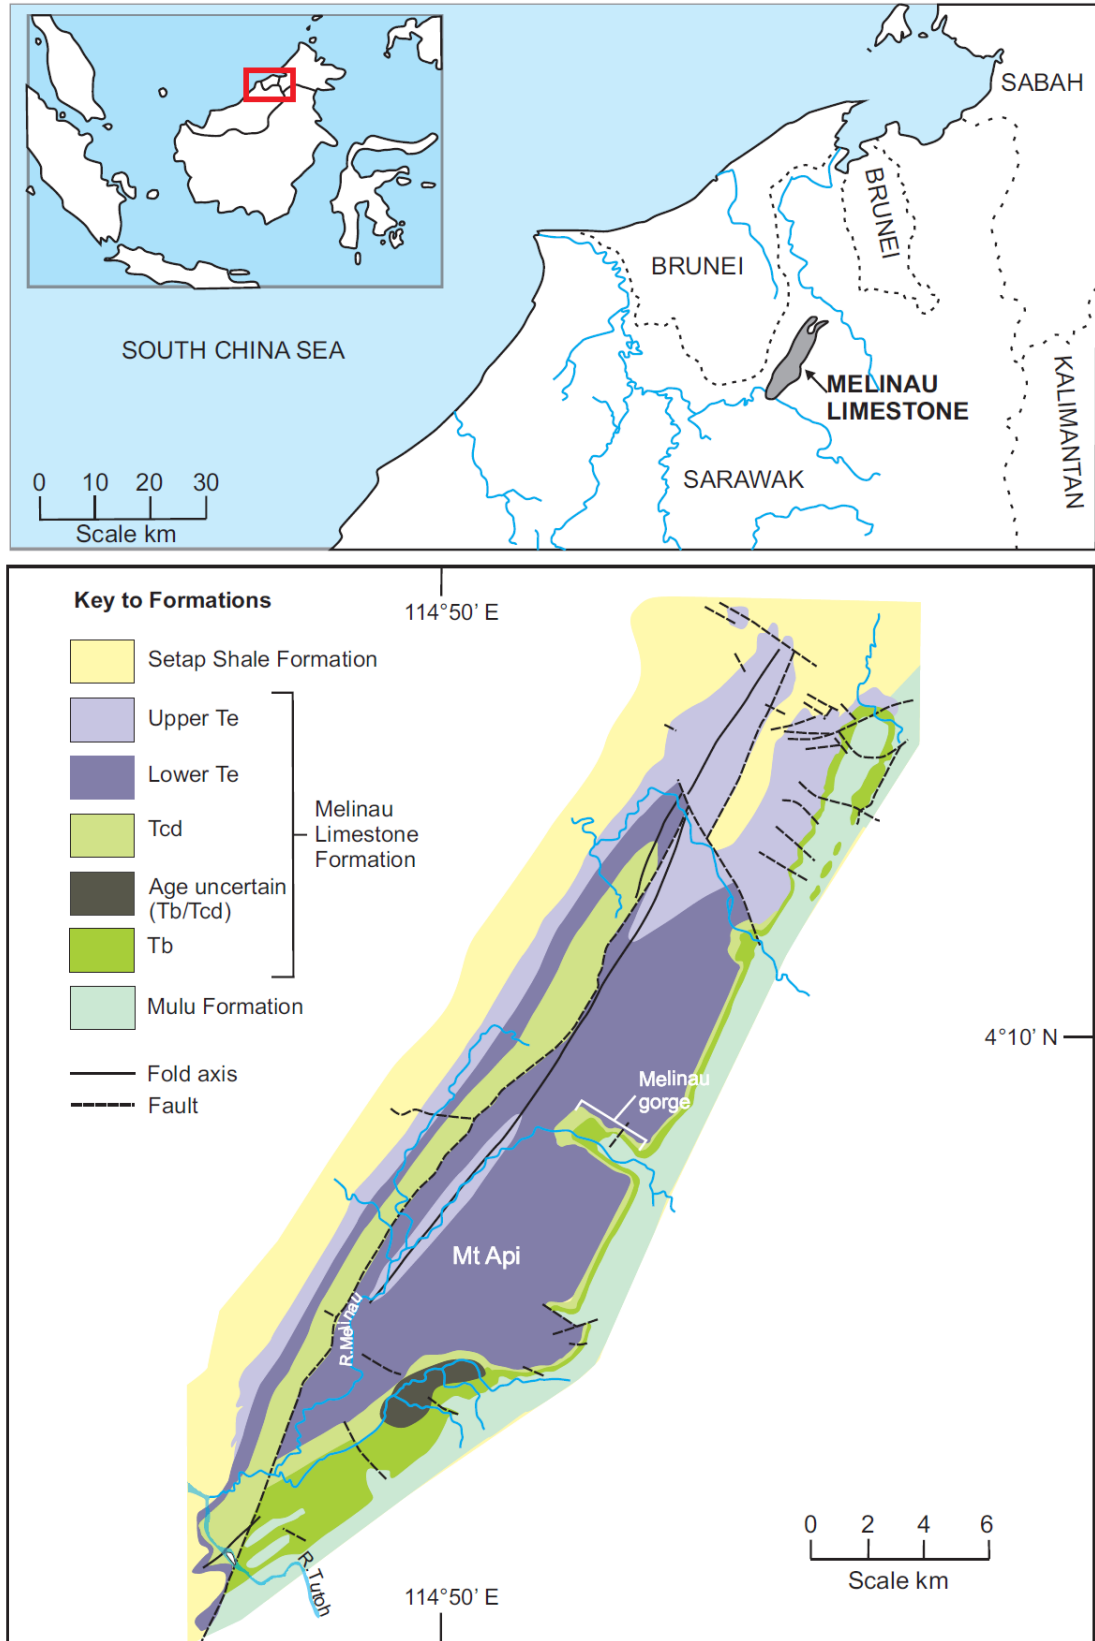 SABAH
BRUNEI
BRUNEI
SOUTH CHINA SEA
MELINAU
LIMESTONE
KALIMANTAN
SARAWAK
0 10 20 30
Scale km
Key to Formations
114°50’ E
Setap Shale Formation
Upper Te
Lower Te
Tcd
Age uncertain
(Tb/Tcd)
Tb
Melinau
Limestone
Formation
Mulu Formation
Fold axis
Fault
4°10’ N
Melinau
gorge
Mt Api
R.Melinau
R.Tutoh
0 2 4 6
Scale km
114°50’ E